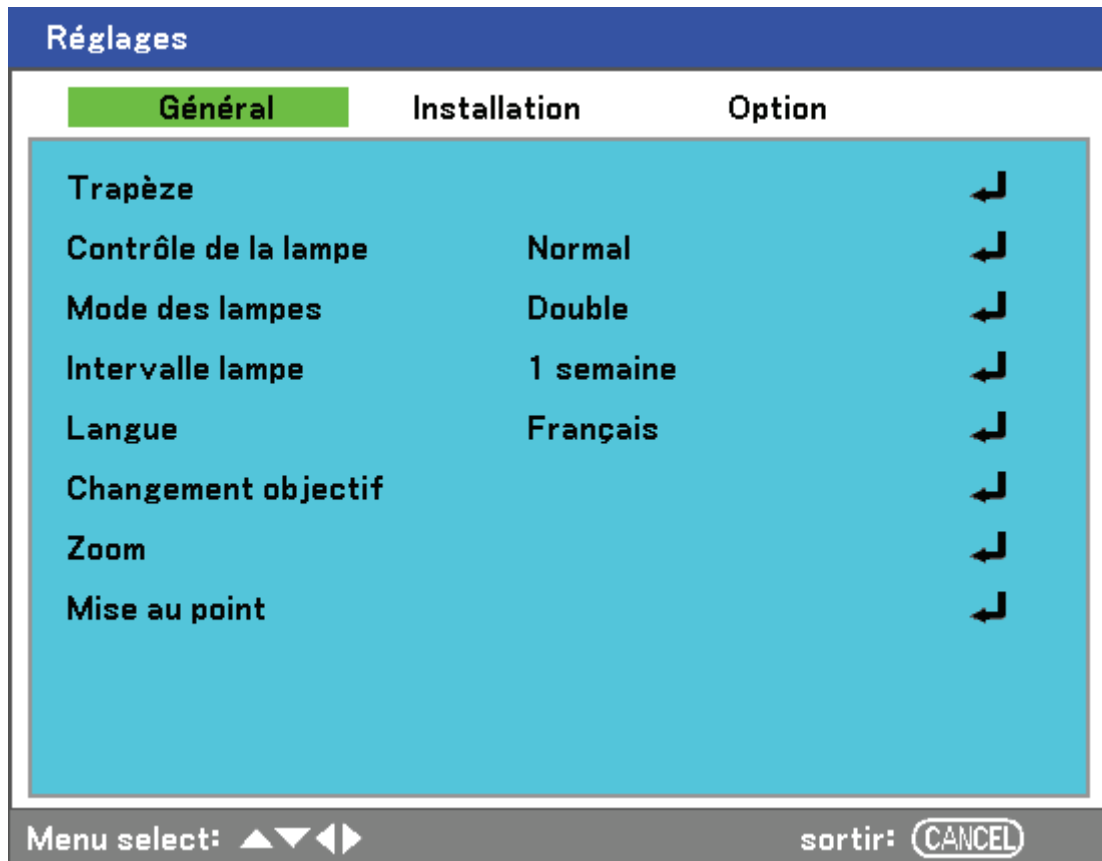 Réglages
Général Installation Option
Trapèze
Contrôle de la lampe Normal
Mode des lampes Double
Intervalle lampe 1 semaine
Langue Français
Changement objectif
Zoom
Mise au point
Menu select: ▲▼◀▶ sortir: CANCEL